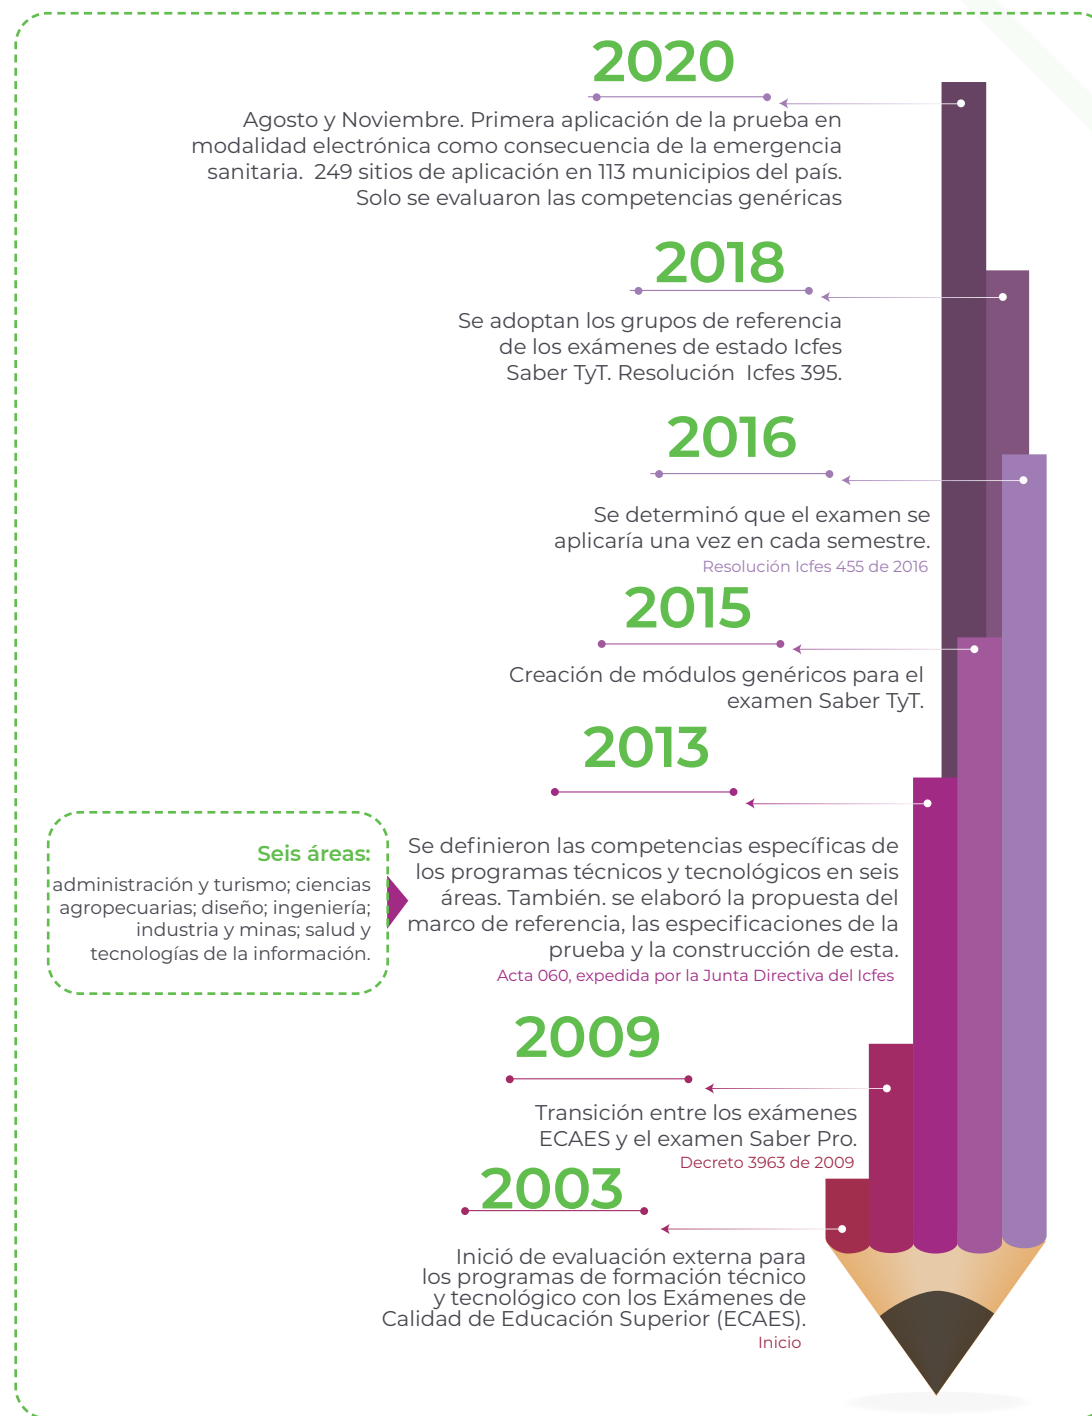 2020
Agosto y Noviembre. Primera aplicación de la prueba en
modalidad electrónica como consecuencia de la emergencia
sanitaria.  249 sitios de aplicación en 113 municipios del país.
Solo se evaluaron las competencias genéricas
2018
Se adoptan los grupos de referencia
de los exámenes de estado Icfes
Saber TyT. Resolución  Icfes 395.
2016
Se determinó que el examen se
aplicaría una vez en cada semestre.
Resolución Icfes 455 de 2016
2015
Creación de módulos genéricos para el
examen Saber TyT.
2013
Se definieron las competencias específicas de
los programas técnicos y tecnológicos en seis
áreas. También. se elaboró la propuesta del
marco de referencia, las especificaciones de la
prueba y la construcción de esta.
Acta 060, expedida por la Junta Directiva del Icfes
Seis áreas:
administración y turismo; ciencias
agropecuarias; diseño; ingeniería;
industria y minas; salud y
tecnologías de la información.
2009
Transición entre los exámenes
ECAES y el examen Saber Pro.
Decreto 3963 de 2009
2003
Inició de evaluación externa para
los programas de formación técnico
y tecnológico con los Exámenes de
Calidad de Educación Superior (ECAES).
Inicio